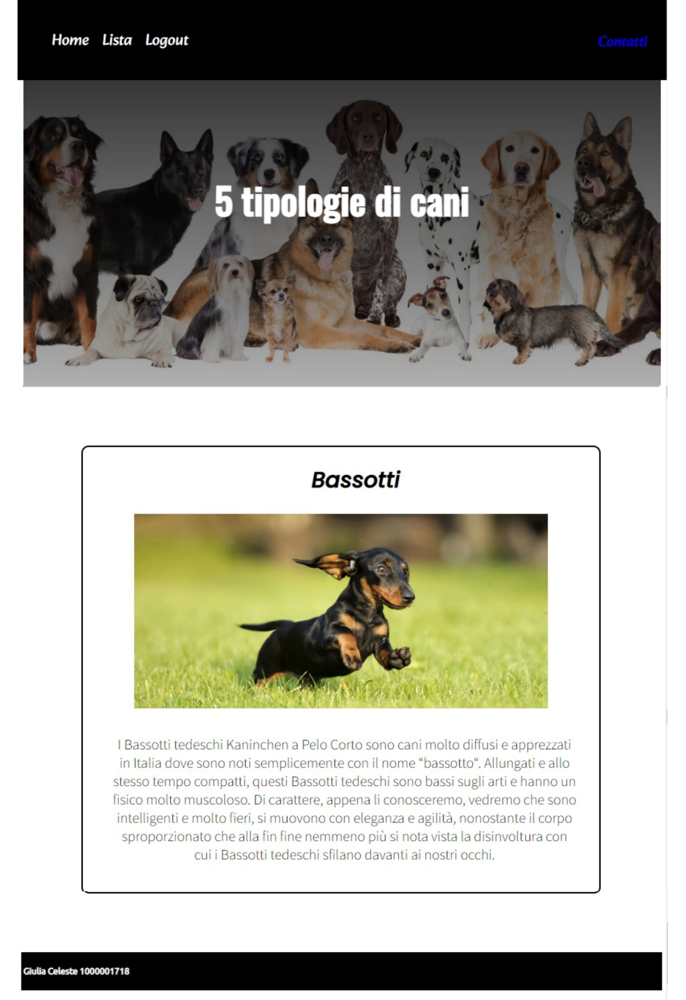 Home Lista Logout Contatti
5 tipologie di cani
Bassotti
I Bassotti tedeschi Kaninchen a Pelo Corto sono cani molto diffusi e apprezzati
in Italia dove sono noti semplicemente con il nome “bassotto“. Allungati e allo
stesso tempo compatti, questi Bassotti tedeschi sono bassi sugli arti e hanno un
fisico molto muscoloso. Di carattere, appena li conosceremo, vedremo che sono
intelligenti e molto fieri, si muovono con eleganza e agilità, nonostante il corpo
sproporzionato che alla fin fine nemmeno più si nota vista la disinvoltura con
cui i Bassotti tedeschi sfilano davanti ai nostri occhi.
Giulia Celeste 1000001718